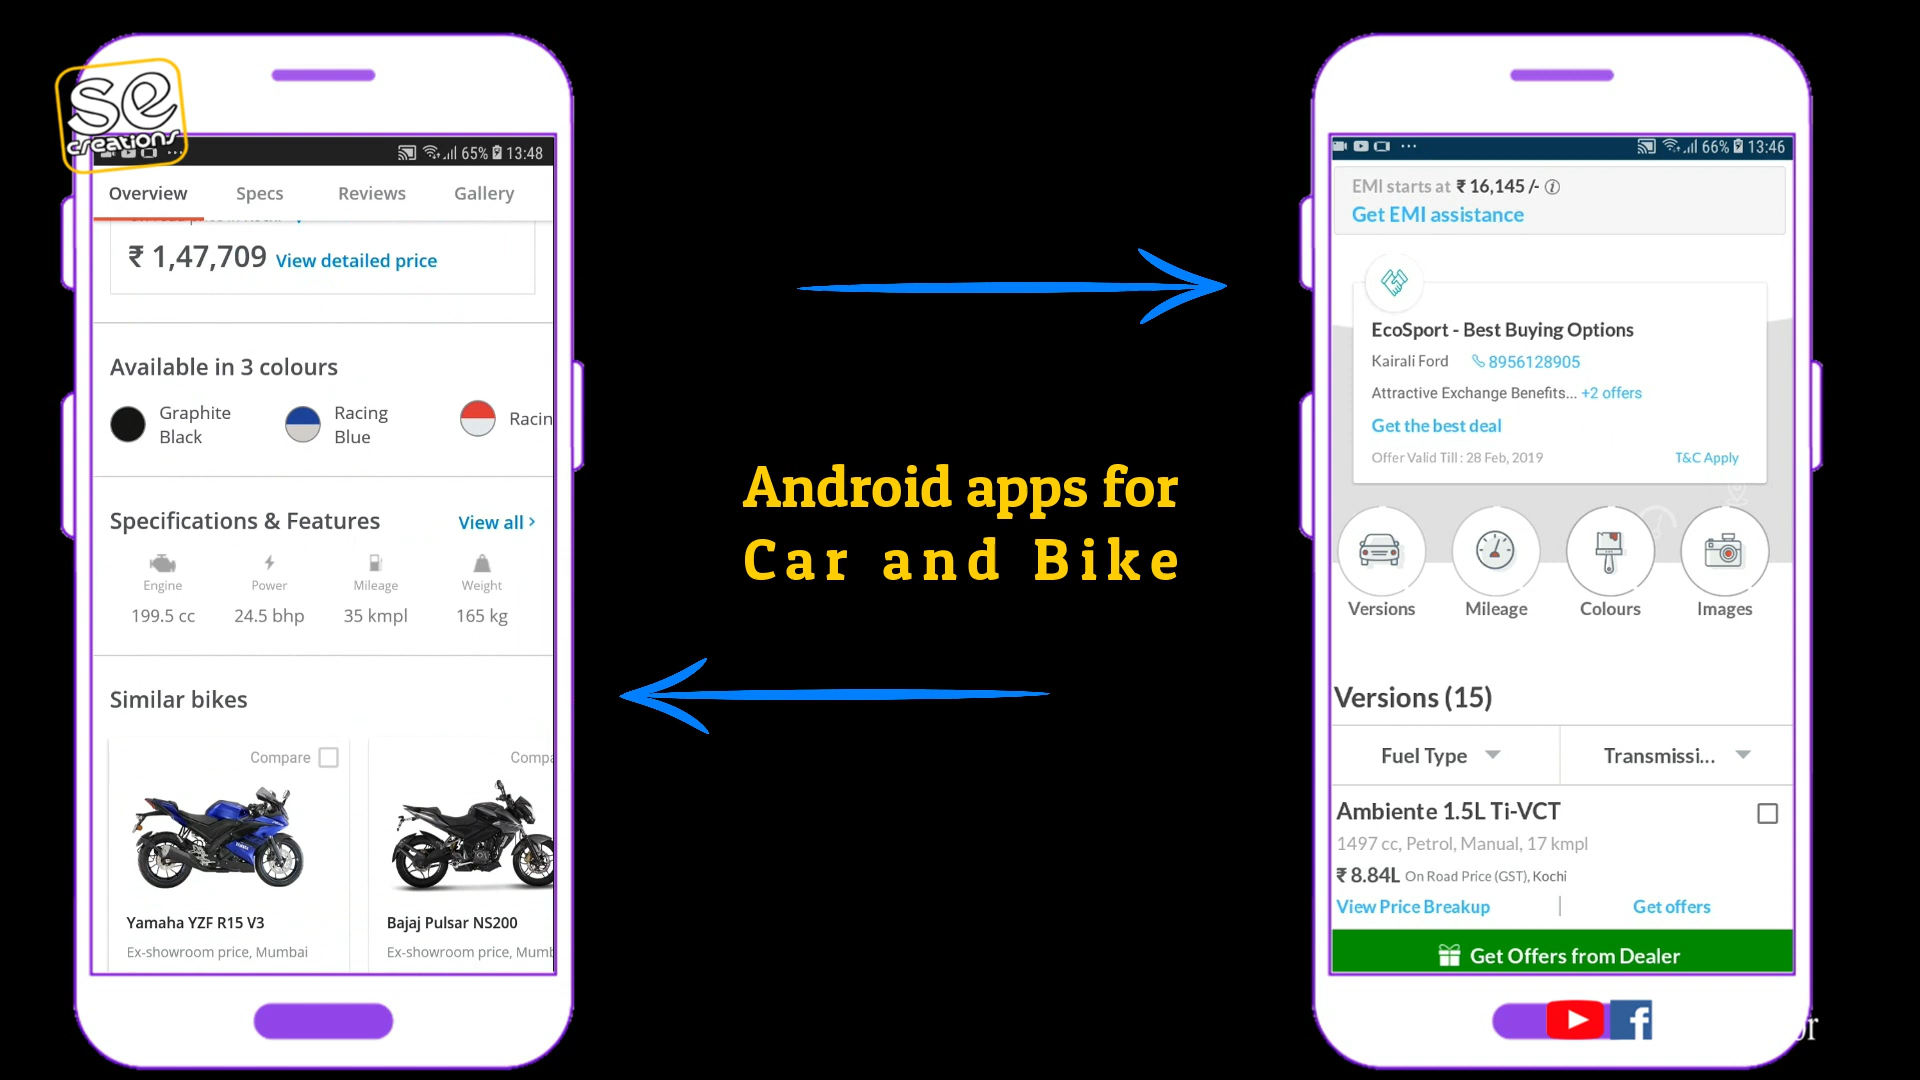 se
creations
65% 13:48
Overview Specs Reviews Gallery
₹ 1,47,709 View detailed price
Available in 3 colours
Graphite Black
Racing Blue
Racin
Specifications & Features View all
Engine Power Mileage Weight
199.5 cc 24.5 bhp 35 kmpl 165 kg
Similar bikes
Compare Compa
Yamaha YZF R15 V3 Bajaj Pulsar NS200
Ex-showroom price, Mumbai Ex-showroom price, Mumb
Android apps for
Car and Bike
66% 13:46
EMI starts at ₹ 16,145 /-
Get EMI assistance
EcoSport - Best Buying Options
Kairali Ford 8956128905
Attractive Exchange Benefits... +2 offers
Get the best deal
Offer Valid Till : 28 Feb, 2019 T&C Apply
Versions Mileage Colours Images
Versions (15)
Fuel Type Transmissi...
Ambiente 1.5L Ti-VCT
1497 cc, Petrol, Manual, 17 kmpl
₹ 8.84L On Road Price (GST), Kochi
View Price Breakup | Get offers
Get Offers from Dealer
f